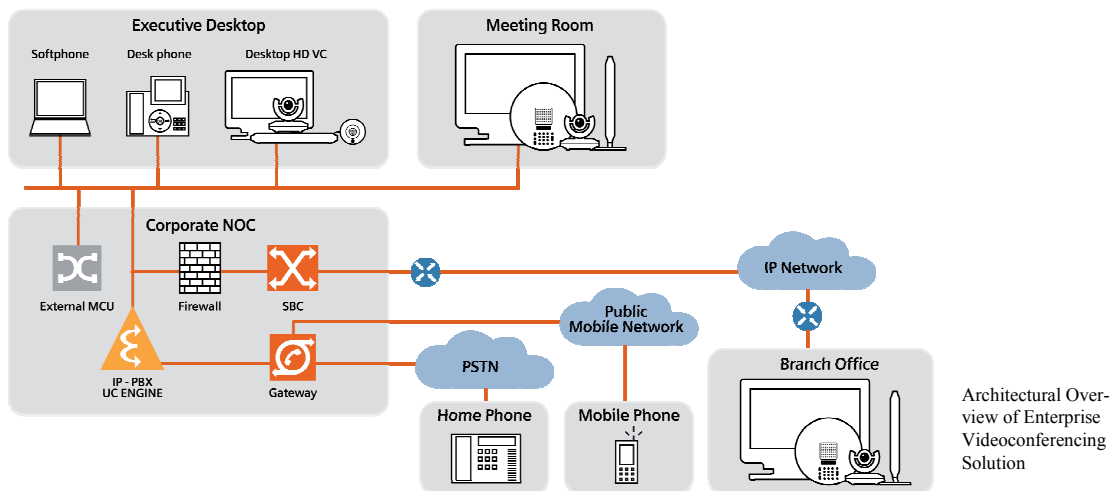 Executive Desktop
Softphone
Desk phone
Desktop HD VC
Meeting Room
Corporate NOC
External MCU
Firewall
SBC
IP - PBX
UC ENGINE
Gateway
IP Network
Public
Mobile Network
PSTN
Home Phone
Mobile Phone
Branch Office
Architectural Over-
view of Enterprise
Videoconferencing
Solution